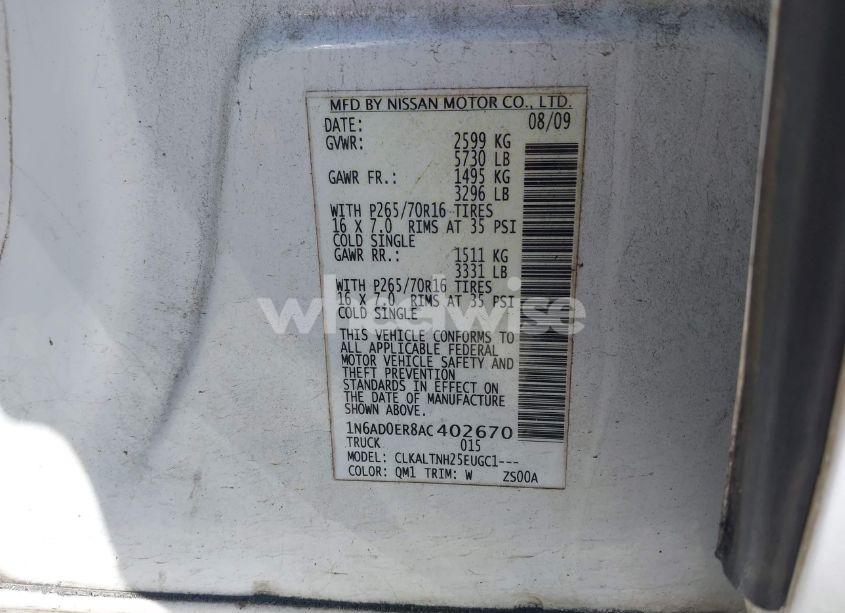 MFD BY NISSAN MOTOR CO., LTD.
DATE: 08/09
GVWR: 2599 KG
5730 LB
GAWR FR.: 1495 KG
3296 LB
WITH P265/70R16 TIRES
16 X 7.0 RIMS AT 35 PSI
COLD SINGLE
GAWR RR.: 1511 KG
3331 LB
WITH P265/70R16 TIRES
16 X 7.0 RIMS AT 35 PSI
COLD SINGLE
wheelwise
THIS VEHICLE CONFORMS TO
ALL APPLICABLE FEDERAL
MOTOR VEHICLE SAFETY AND
THEFT PREVENTION
STANDARDS IN EFFECT ON
THE DATE OF MANUFACTURE
SHOWN ABOVE.
1N6AD0ER8AC402670
TRUCK 015
MODEL: CLKALTNH25EUGC1---
COLOR: QM1 TRIM: W ZS00A